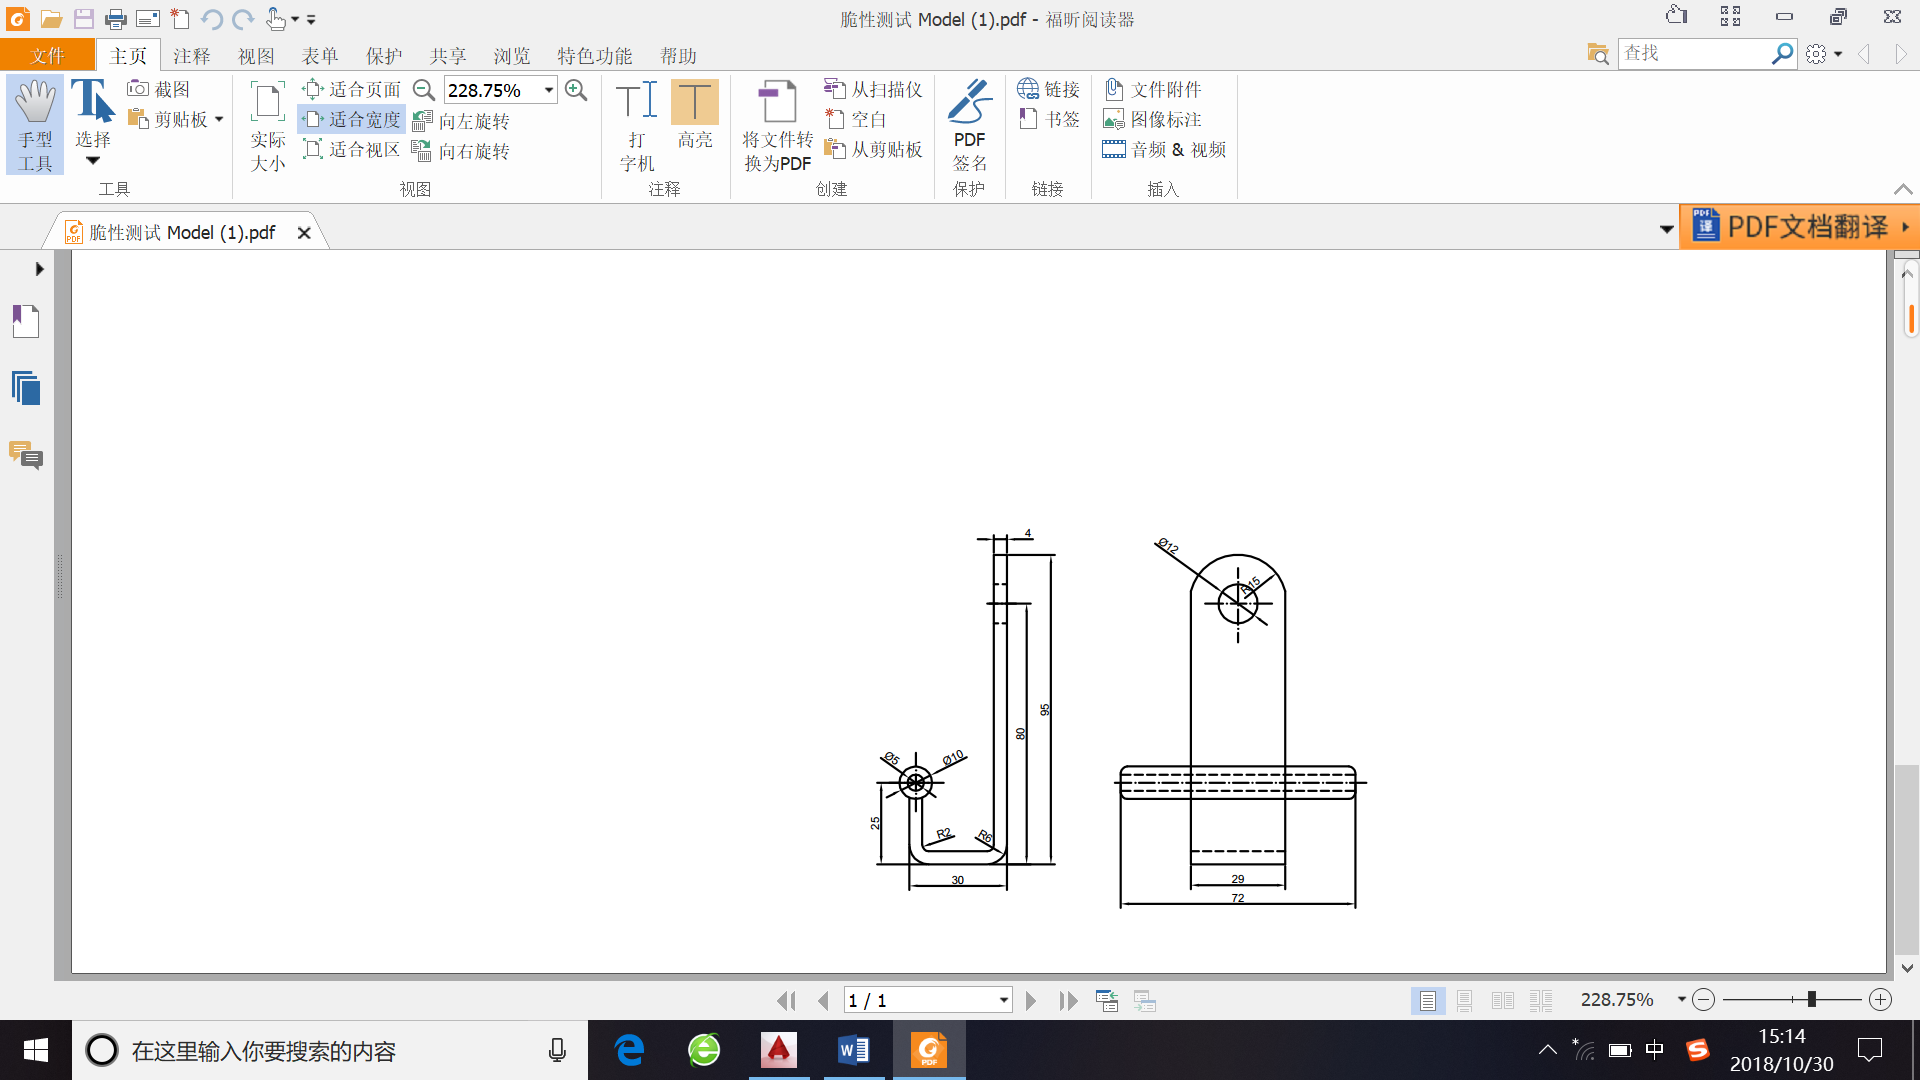 脆性测试 Model (1).pdf - 福昕阅读器
文件 主页 注释 视图 表单 保护 共享 浏览 特色功能 帮助
查找
手型工具
选择
截图
剪贴板
工具
实际大小
适合页面
适合宽度
适合视区
228.75%
向左旋转
向右旋转
视图
打字机
高亮
注释
将文件转换为PDF
从扫描仪
空白
从剪贴板
创建
PDF签名
保护
链接
书签
链接
文件附件
图像标注
音频 & 视频
插入
脆性测试 Model (1).pdf
PDF文档翻译
4
95
80
Ø5
Ø10
25
R2
R6
30
Ø12
R15
29
72
1 / 1
228.75%
在这里输入你要搜索的内容
中
15:14
2018/10/30